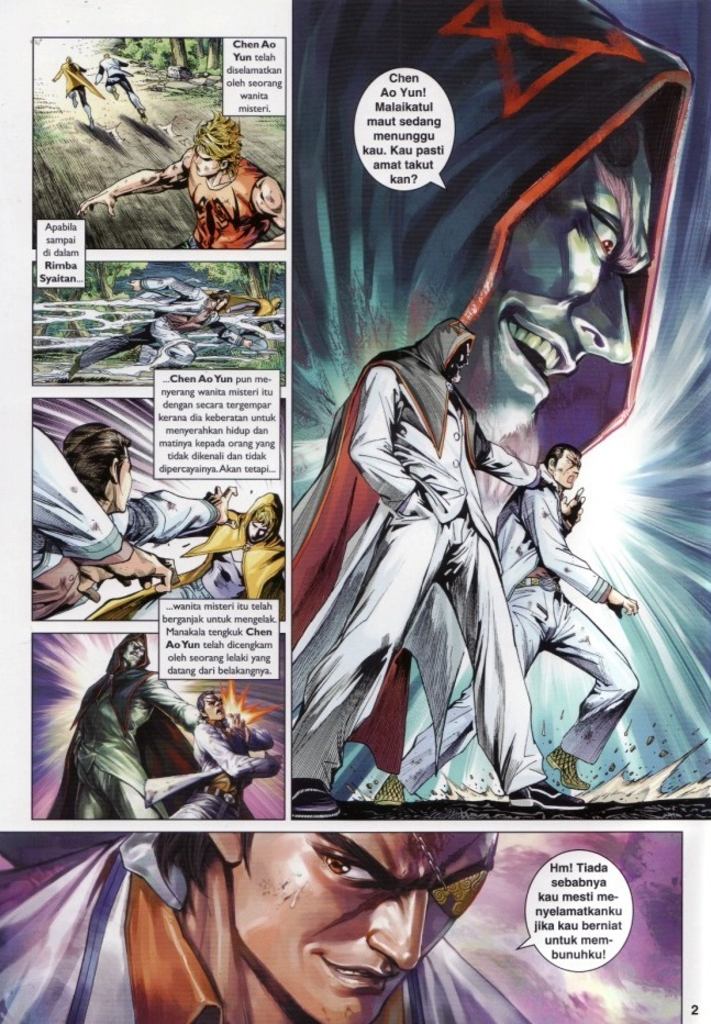 Chen Ao
Yun telah
diselamatkan
oleh seorang
wanita
misteri.
Apabila
sampai
di dalam
Rimba
Syaitan...
...Chen Ao Yun pun me-
nyerang wanita misteri itu
dengan secara tergempar
kerana dia keberatan untuk
menyerahkan hidup dan
matinya kepada orang yang
tidak dikenali dan tidak
dipercayainya. Akan tetapi...
...wanita misteri itu telah
berganjak untuk mengelak.
Manakala tengkuk Chen
Ao Yun telah dicengkam
oleh seorang lelaki yang
datang dari belakangnya.
Chen
Ao Yun!
Malaikatul
maut sedang
menunggu
kau. Kau pasti
amat takut
kan?
Hm! Tiada
sebabnya
kau mesti me-
nyelamatkanku
jika kau berniat
untuk mem-
bunuhku!
2